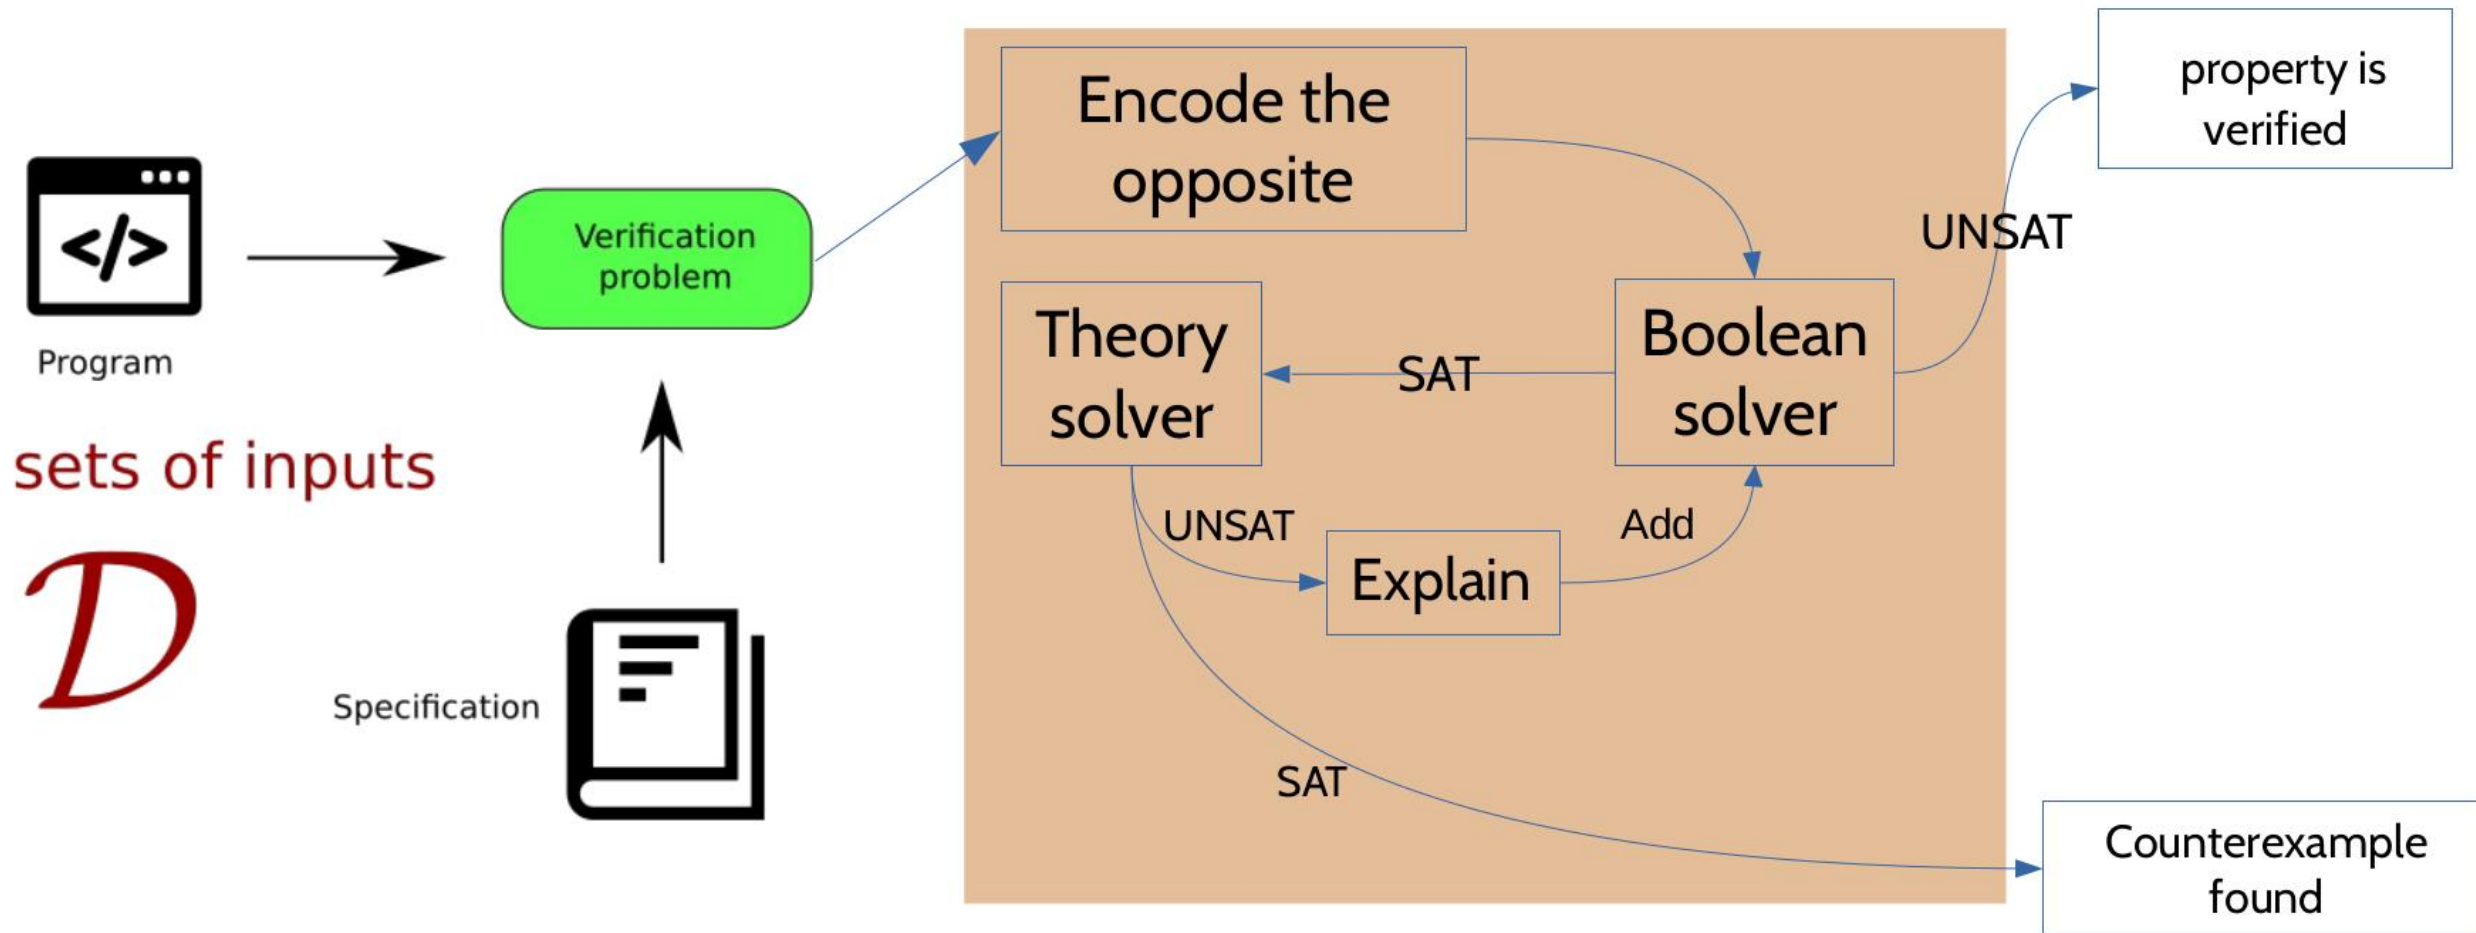 Program
sets of inputs
𝒟
Specification
Verification
problem
Encode the
opposite
Theory
solver
SAT
Boolean
solver
UNSAT
Explain
Add
SAT
UNSAT
property is
verified
Counterexample
found